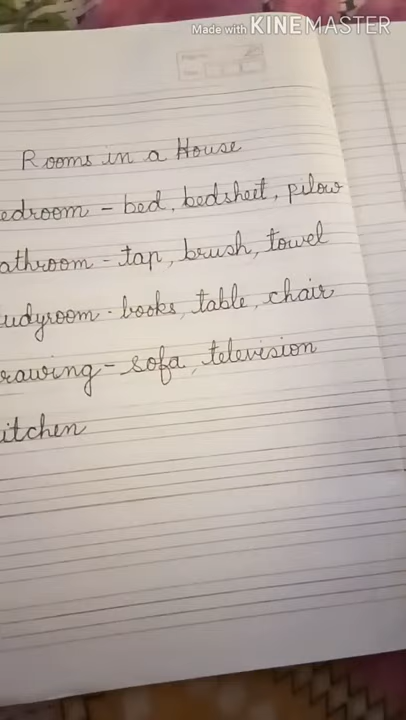 Made with KINEMASTER
Rooms in a House
edroom - bed, bedsheet, pilow
athroom - tap, brush, towel
udyroom - books, table, chair
rawing - sofa, television
itchen